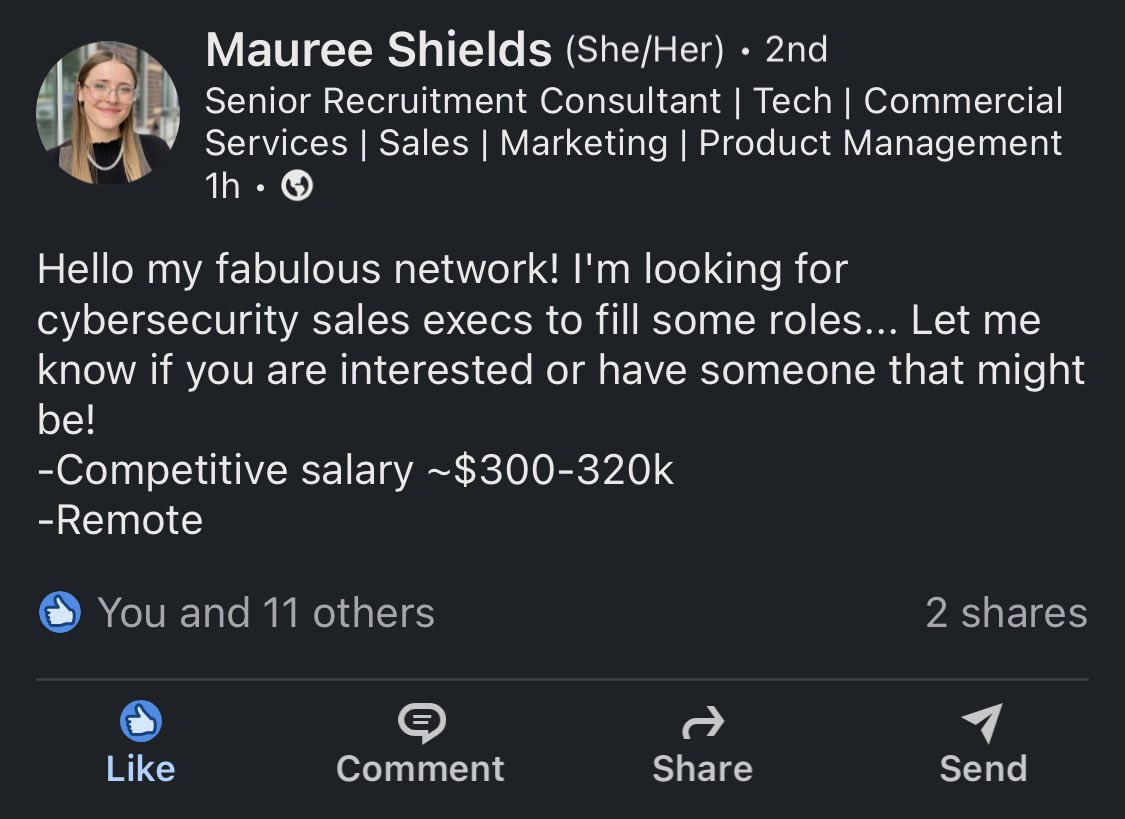 Mauree Shields (She/Her) • 2nd
Senior Recruitment Consultant | Tech | Commercial
Services | Sales | Marketing | Product Management
1h •
Hello my fabulous network! I'm looking for
cybersecurity sales execs to fill some roles... Let me
know if you are interested or have someone that might
be!
-Competitive salary ~$300-320k
-Remote
You and 11 others 2 shares
Like Comment Share Send